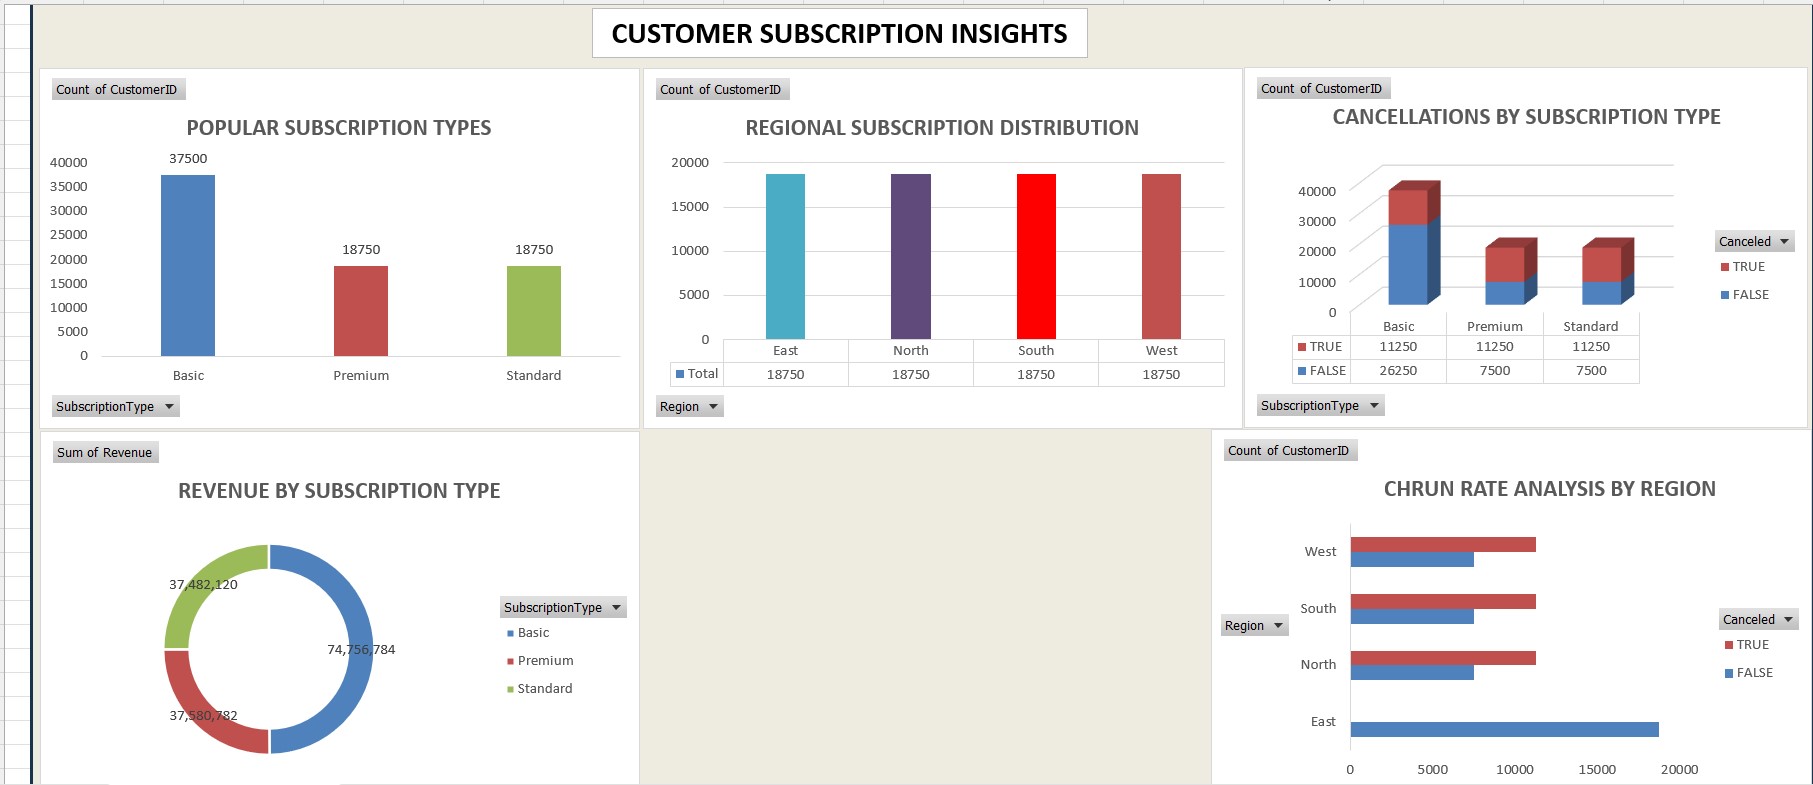 CUSTOMER SUBSCRIPTION INSIGHTS
Count of CustomerID
POPULAR SUBSCRIPTION TYPES
40000
35000
30000
25000
20000
15000
10000
5000
0
37500
18750
18750
Basic
Premium
Standard
SubscriptionType
Count of CustomerID
REGIONAL SUBSCRIPTION DISTRIBUTION
20000
15000
10000
5000
0
East North South West
Total 18750 18750 18750 18750
Region
Count of CustomerID
CANCELLATIONS BY SUBSCRIPTION TYPE
40000
30000
20000
10000
0
Basic Premium Standard
TRUE 11250 11250 11250
FALSE 26250 7500 7500
Canceled
TRUE
FALSE
SubscriptionType
Sum of Revenue
REVENUE BY SUBSCRIPTION TYPE
37,482,120
74,756,784
37,580,782
SubscriptionType
Basic
Premium
Standard
Count of CustomerID
CHRUN RATE ANALYSIS BY REGION
Region
West
South
North
East
0 5000 10000 15000 20000
Canceled
TRUE
FALSE